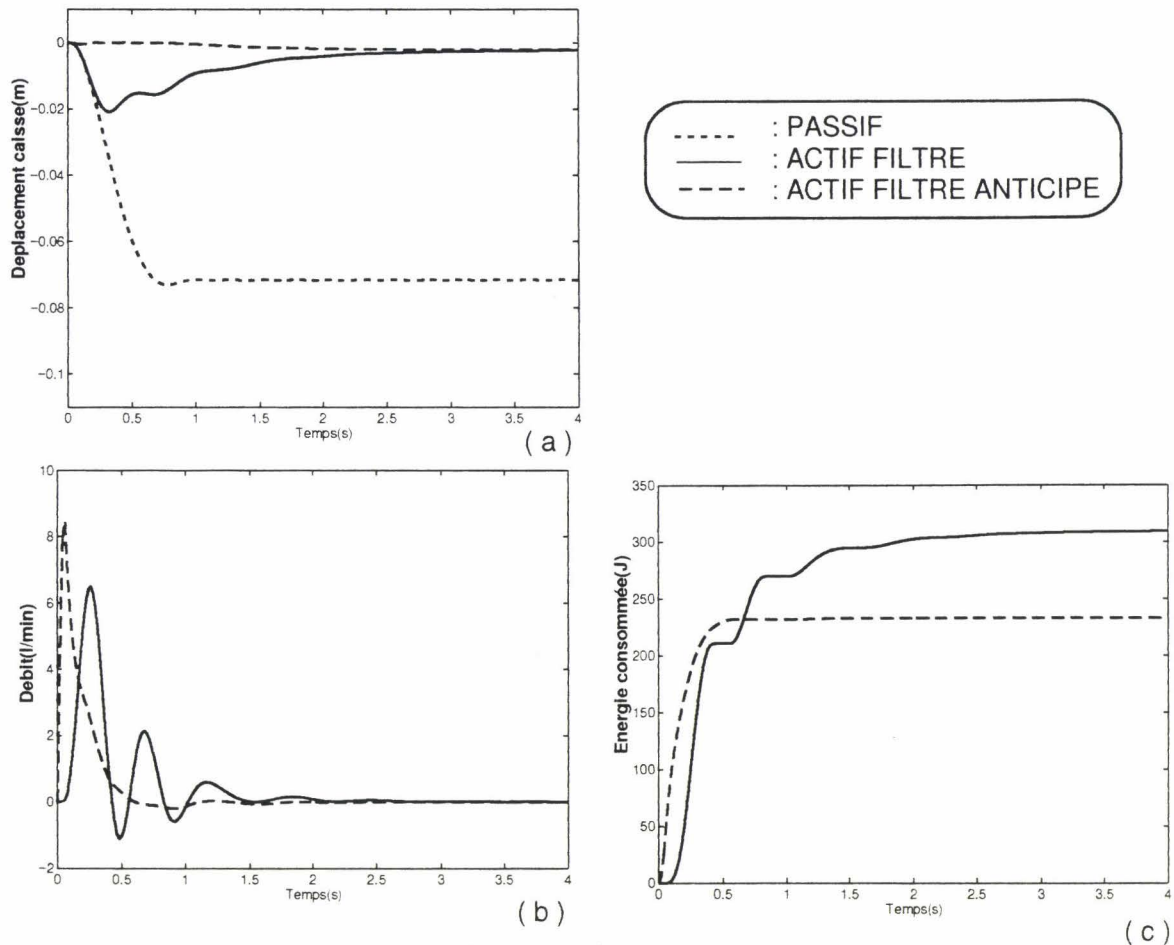 0
-0.02
-0.04
-0.06
-0.08
-0.1
Deplacement caisse(m)
0 0.5 1 1.5 2 2.5 3 3.5 4
Temps(s)
( a )
: PASSIF
: ACTIF FILTRE
: ACTIF FILTRE ANTICIPE
10
8
6
4
2
0
-2
Debit(l/min)
0 0.5 1 1.5 2 2.5 3 3.5 4
Temps(s)
( b )
350
300
250
200
150
100
50
0
Energie consommée(J)
0 0.5 1 1.5 2 2.5 3 3.5 4
Temps(s)
( c )